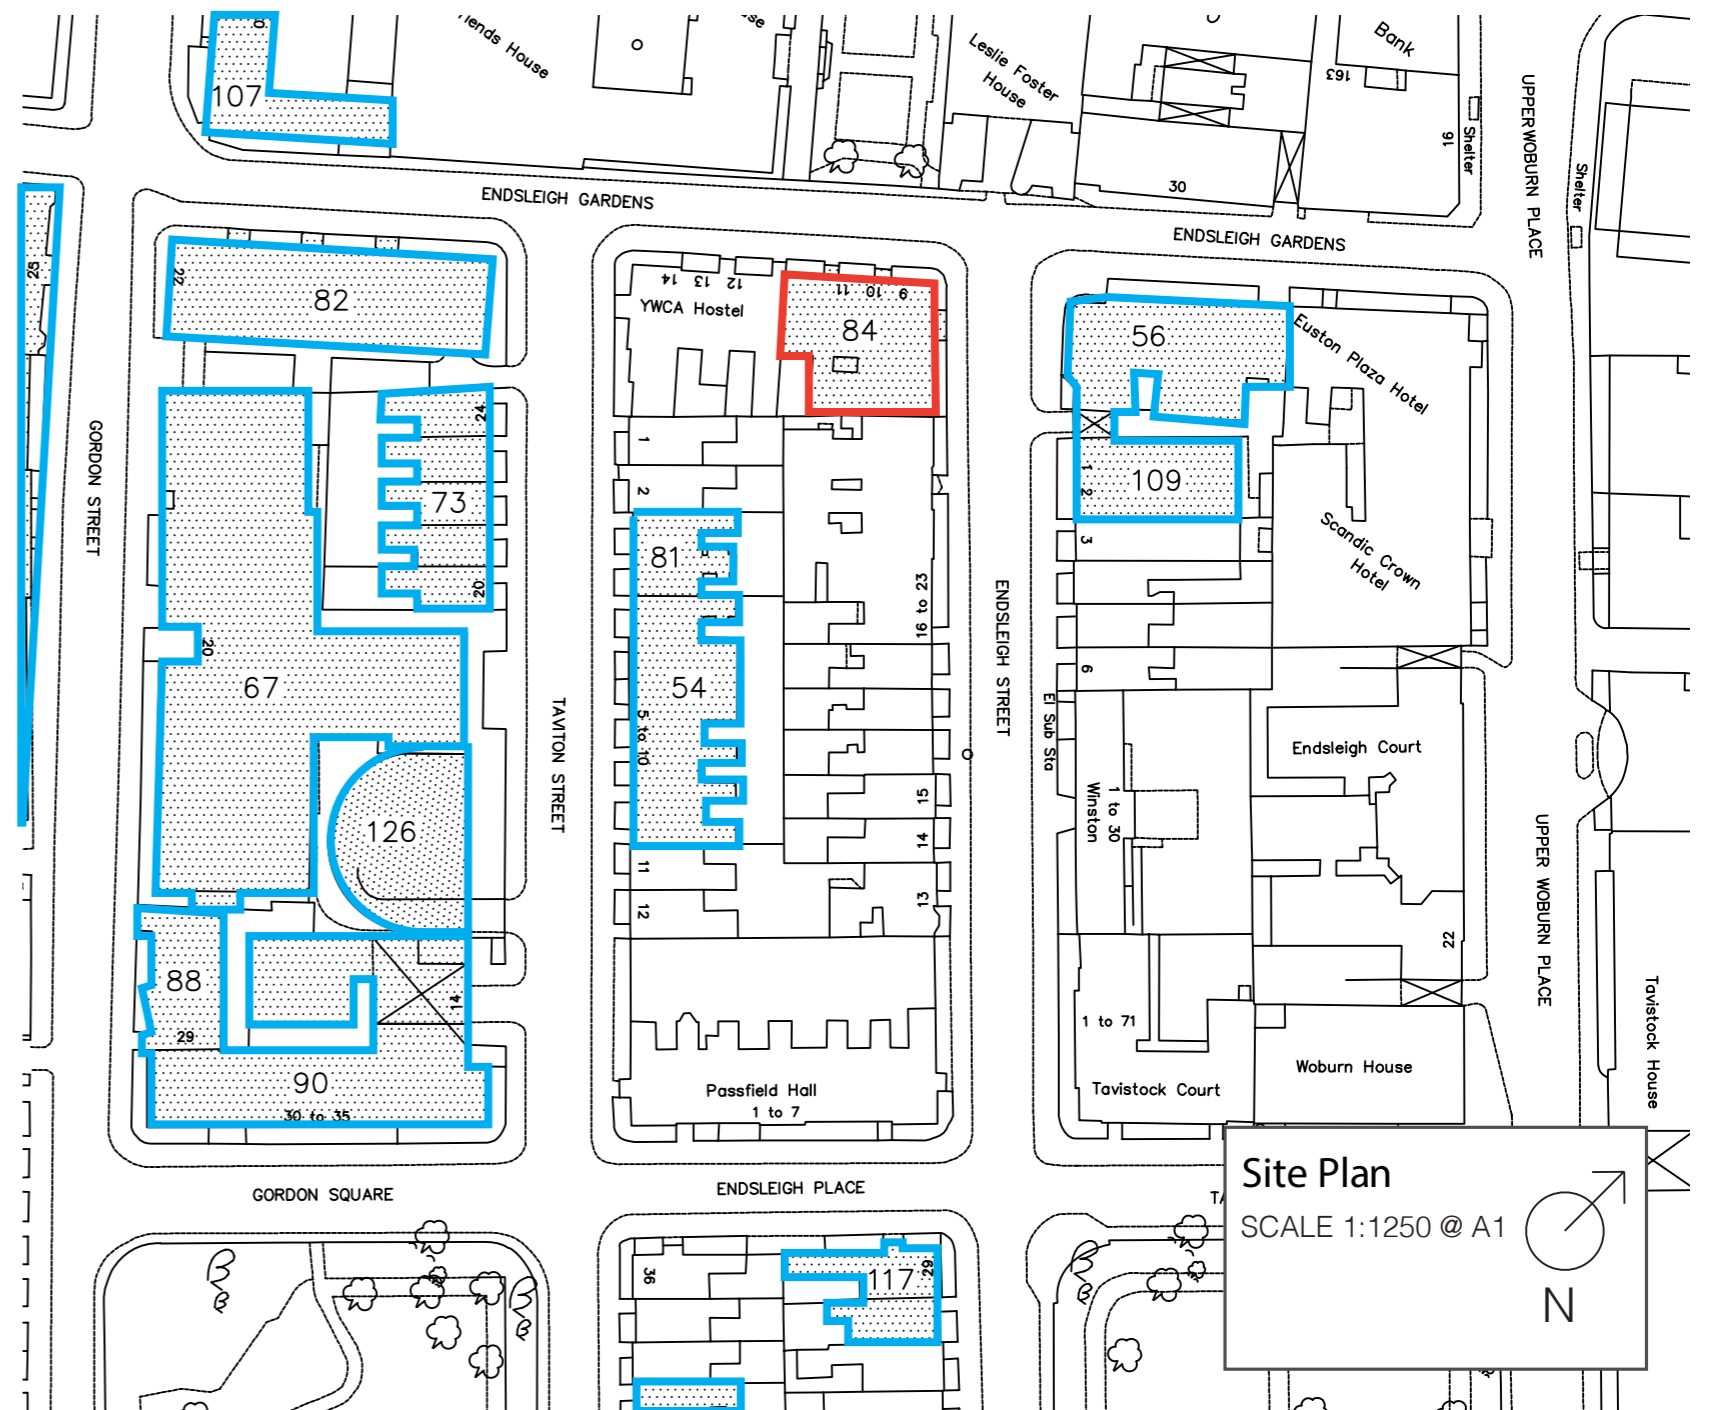 107
iends House
Leslie Foster
House
Bank
163
16
Shelter
UPPERWOBURN PLACE
Shelter
30
ENDSLEIGH GARDENS
ENDSLEIGH GARDENS
25
22
82
14
13
12
11
10
9
YWCA Hostel
84
56
Euston Plaza Hotel
GORDON STREET
24
73
20
1
2
81
1
2
109
3
Scandic Crown
Hotel
16 to 23
ENDSLEIGH STREET
20
67
54
5 to 10
TAVITON STREET
6
El Sub Sta
Endsleigh Court
1 to 30
Winston
15
14
13
126
11
12
UPPER WOBURN PLACE
22
88
29
14
1 to 71
90
30 to 35
Passfield Hall
1 to 7
Tavistock Court
Woburn House
Tavistock House
GORDON SQUARE
ENDSLEIGH PLACE
36
117
29
Site Plan
SCALE 1:1250 @ A1
N